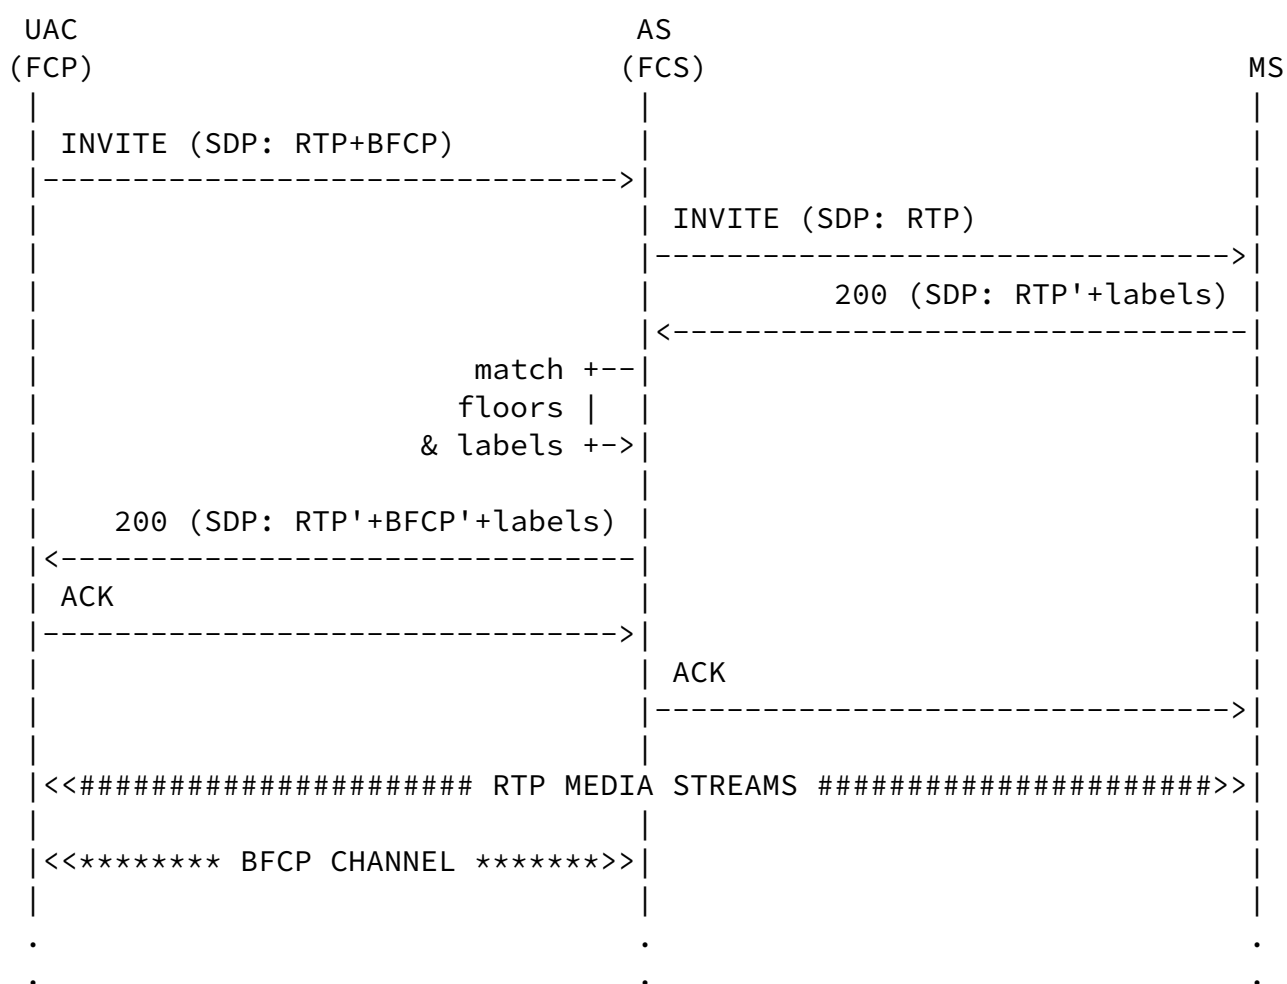 UAC                                  AS
(FCP)                               (FCS)                              MS
INVITE (SDP: RTP+BFCP)
INVITE (SDP: RTP)
200 (SDP: RTP'+labels)
match
floors
& labels
200 (SDP: RTP'+BFCP'+labels)
ACK
ACK
RTP MEDIA STREAMS
BFCP CHANNEL